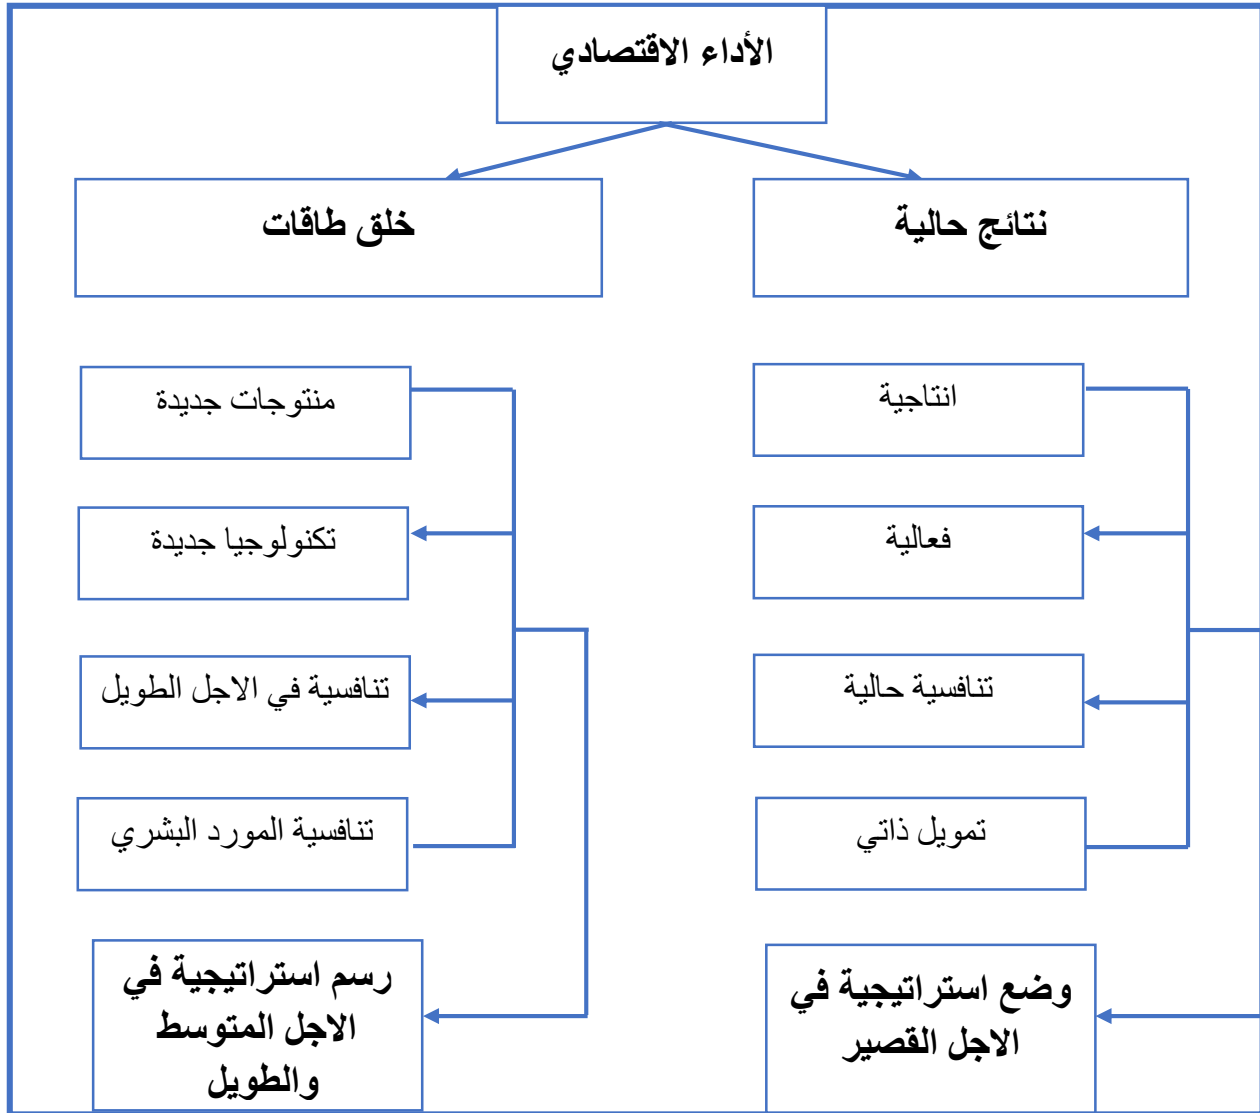 الأداء الاقتصادي
نتائج حالية
خلق طاقات
انتاجية
منتوجات جديدة
فعالية
تكنولوجيا جديدة
تنافسية حالية
تنافسية في الاجل الطويل
تمويل ذاتي
تنافسية المورد البشري
وضع استراتيجية في
الاجل القصير
رسم استراتيجية في
الاجل المتوسط
والطويل